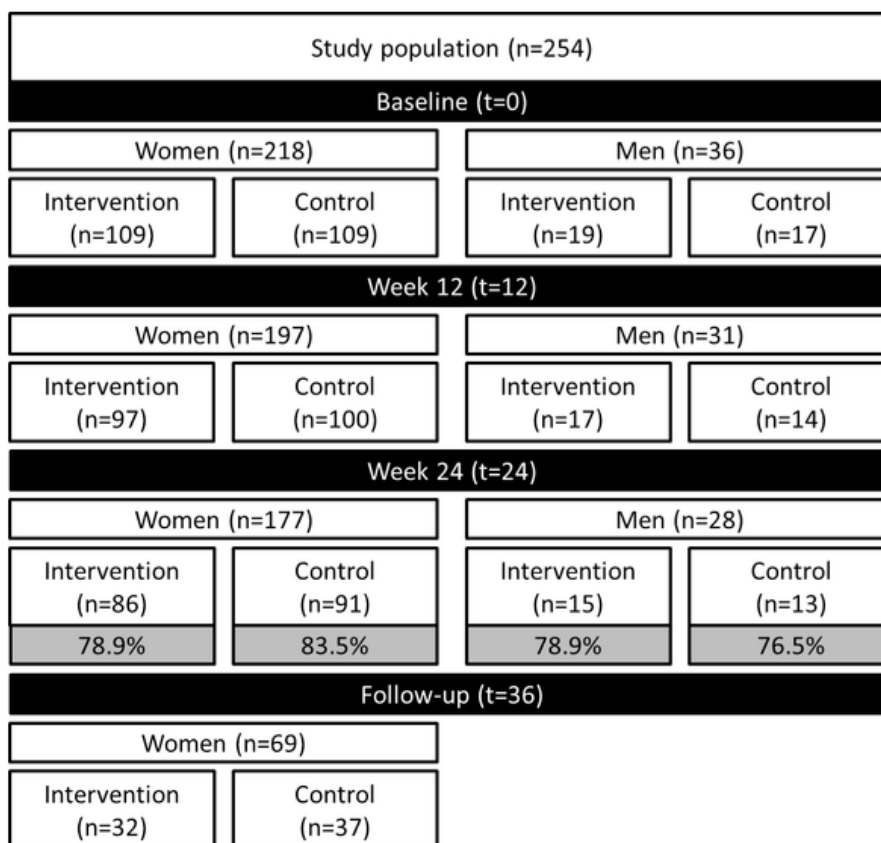 Study population (n=254)
Baseline (t=0)
Women (n=218)
Men (n=36)
Intervention
(n=109)
Control
(n=109)
Intervention
(n=19)
Control
(n=17)
Week 12 (t=12)
Women (n=197)
Men (n=31)
Intervention
(n=97)
Control
(n=100)
Intervention
(n=17)
Control
(n=14)
Week 24 (t=24)
Women (n=177)
Men (n=28)
Intervention
(n=86)
78.9%
Control
(n=91)
83.5%
Intervention
(n=15)
78.9%
Control
(n=13)
76.5%
Follow-up (t=36)
Women (n=69)
Intervention
(n=32)
Control
(n=37)